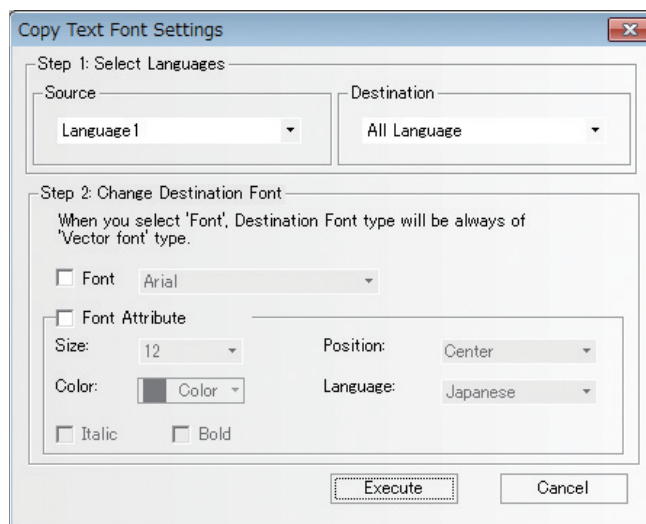 Copy Text Font Settings
Step 1: Select Languages
Source
Destination
Language1
All Language
Step 2: Change Destination Font
When you select 'Font', Destination Font type will be always of
'Vector font' type.
Font Arial
Font Attribute
Size: 12 Position: Center
Color: Color Language: Japanese
Italic Bold
Execute Cancel